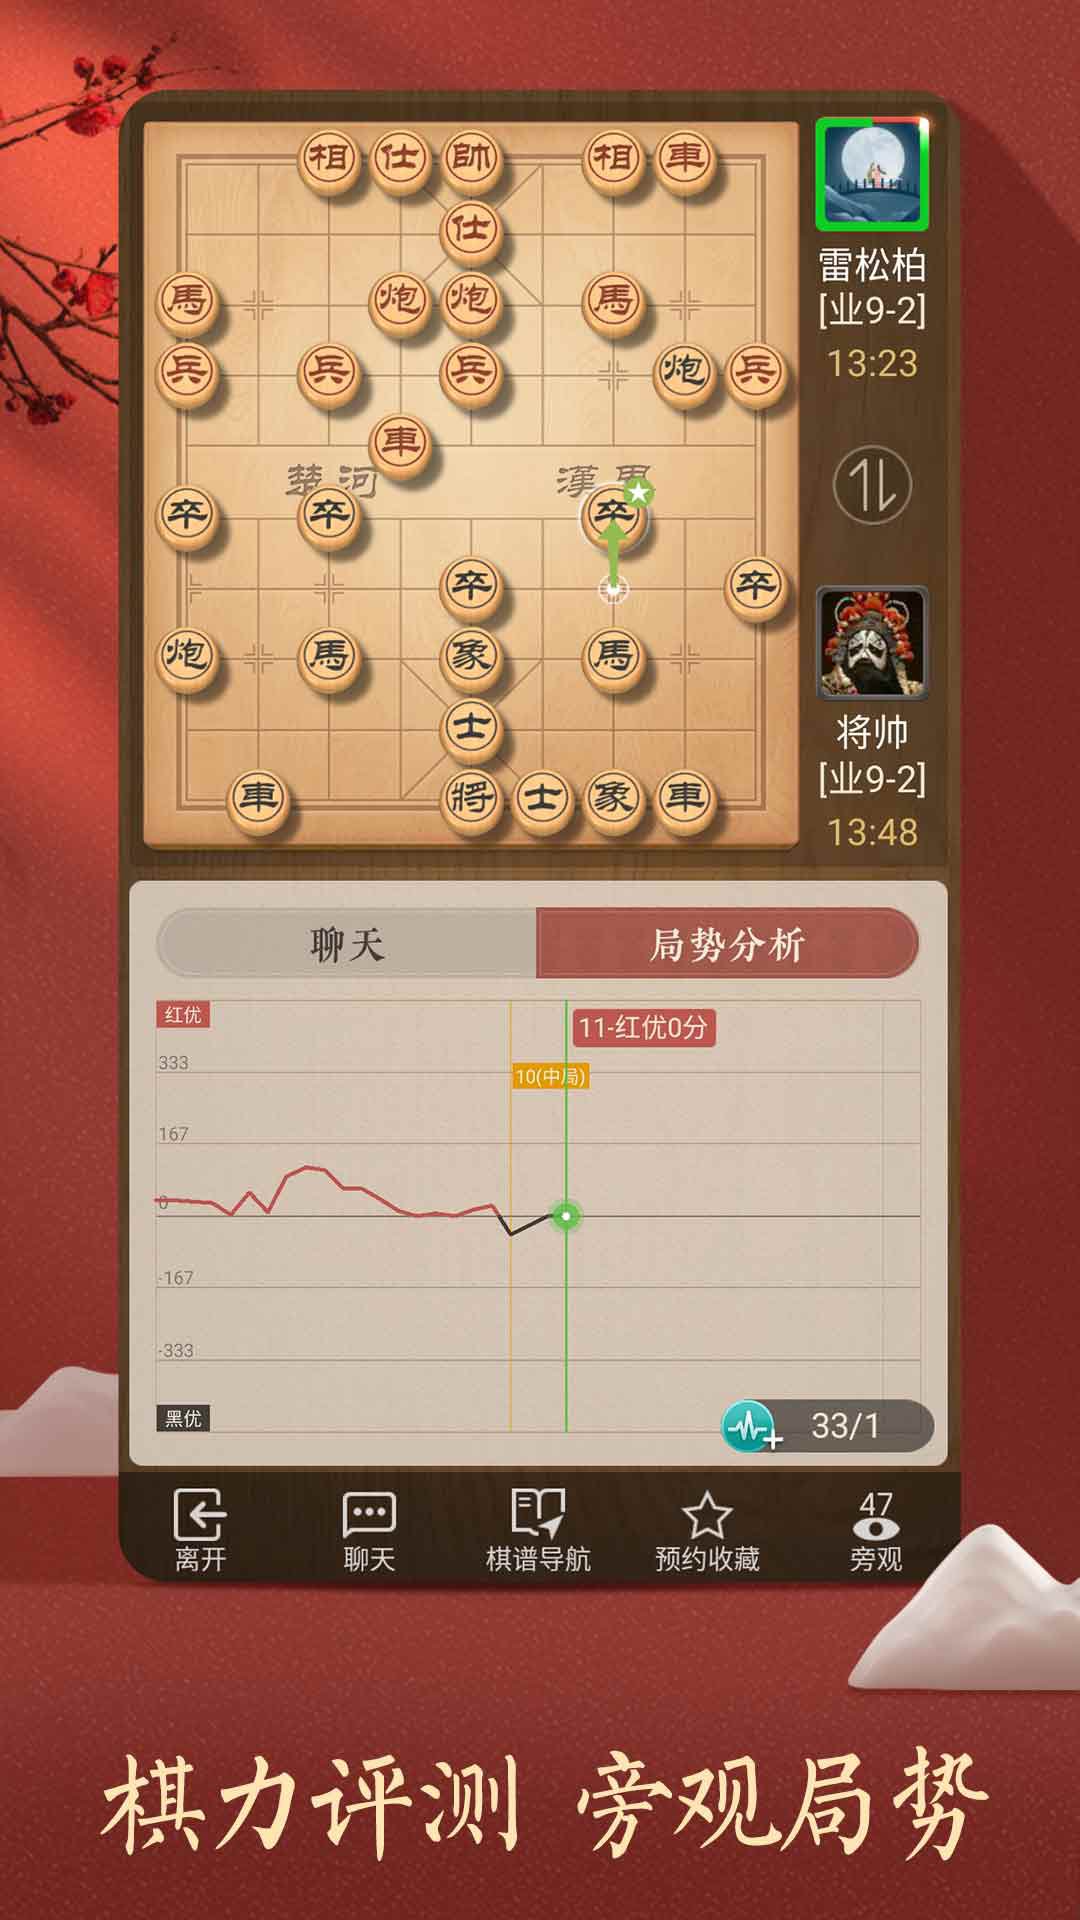 相 仕 帥 相 車
仕
馬 炮 炮 馬
兵 兵 兵 炮 兵
車
楚河 漢界
卒 卒 卒
卒 卒
炮 馬 象 馬
士
車 將 士 象 車
雷松柏
[业9-2]
13:23
将帅
[业9-2]
13:48
聊天 局势分析
红优
11-红优0分
333
10(中局)
167
0
-167
-333
黑优
33/1
47
离开 聊天 棋谱导航 预约收藏 旁观
棋力评测 旁观局势